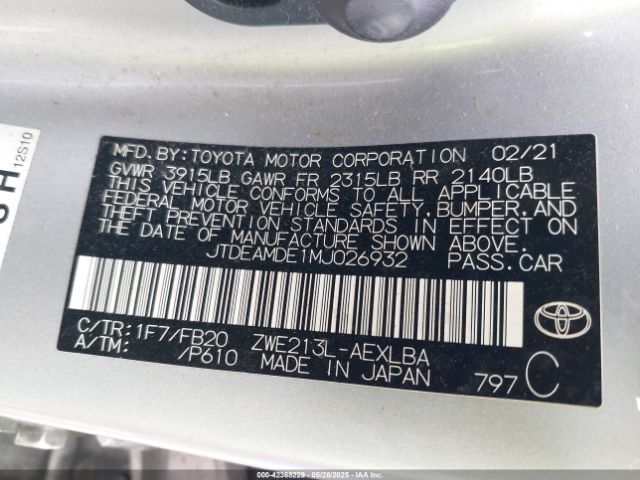 MFD.BY:TOYOTA MOTOR CORPORATION 02/21
GVWR 3915LB GAWR FR 2315LB RR 2140LB
THIS VEHICLE CONFORMS TO ALL APPLICABLE
FEDERAL MOTOR VEHICLE SAFETY,BUMPER,AND
THEFT PREVENTION STANDARDS IN EFFECT ON
THE DATE OF MANUFACTURE SHOWN ABOVE.
JTDEAMDE1MJ026932 PASS.CAR
C/TR:1F7/FB20 ZWE213L-AEXLBA
A/TM: /P610 MADE IN JAPAN 797 C
H 12S10
000-42368229 - 05/28/2025 - IAAI.COM